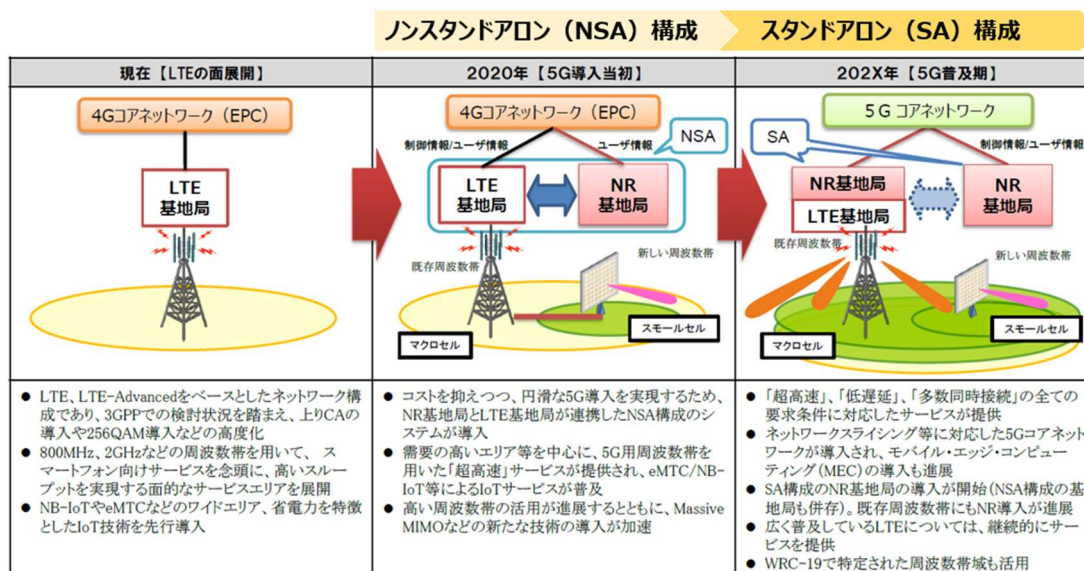 ノンスタンドアロン（NSA）構成
スタンドアロン（SA）構成
現在【LTEの面展開】
4Gコアネットワーク（EPC）
LTE
基地局
● LTE、LTE-Advancedをベースとしたネットワーク構
成であり、3GPPでの検討状況を踏まえ、上りCAの
導入や256QAM導入などの高度化
● 800MHz、2GHzなどの周波数帯を用いて、 ス
マートフォン向けサービスを念頭に、高いスルー
プットを実現する面的なサービスエリアを展開
● NB-IoTやeMTCなどのワイドエリア、省電力を特徴
としたIoT技術を先行導入
2020年【5G導入当初】
4Gコアネットワーク（EPC）
NSA
制御情報/ユーザ情報
ユーザ情報
LTE
基地局
NR
基地局
既存周波数帯
新しい周波数帯
スモールセル
マクロセル
● コストを抑えつつ、円滑な5G導入を実現するため、
NR基地局とLTE基地局が連携したNSA構成のシ
ステムが導入
● 需要の高いエリア等を中心に、5G用周波数帯を
用いた「超高速」サービスが提供され、eMTC/NB-
IoT等によるIoTサービスが普及
● 高い周波数帯の活用が進展するとともに、Massive
MIMOなどの新たな技術の導入が加速
202X年【5G普及期】
5G コアネットワーク
SA
制御情報/ユーザ情報
NR基地局
LTE基地局
NR
基地局
既存周波数帯
新しい周波数帯
スモールセル
マクロセル
● 「超高速」、「低遅延」、「多数同時接続」の全ての
要求条件に対応したサービスが提供
● ネットワークスライシング等に対応した5Gコアネット
ワークが導入され、モバイル・エッジ・コンピュー
ティング(MEC)の導入も進展
● SA構成のNR基地局の導入が開始(NSA構成の基
地局も併存)。既存周波数帯にもNR導入が進展
● 広く普及しているLTEについては、継続的にサー
ビスを提供
● WRC-19で特定された周波数帯域も活用